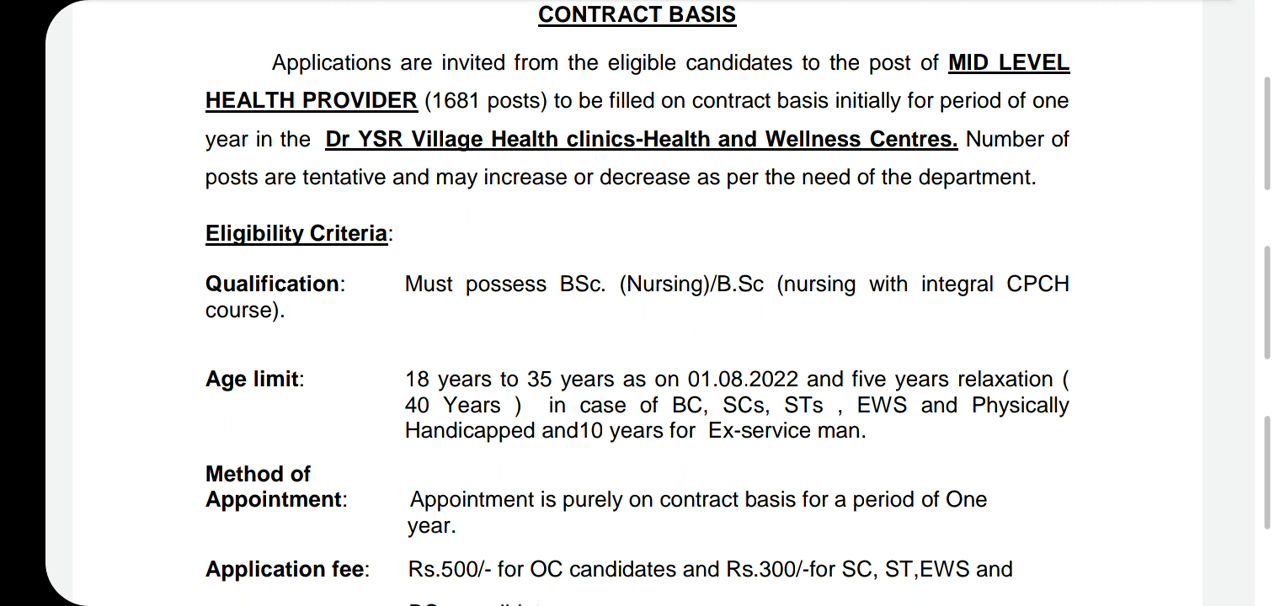 CONTRACT BASIS
Applications are invited from the eligible candidates to the post of MID LEVEL
HEALTH PROVIDER (1681 posts) to be filled on contract basis initially for period of one
year in the Dr YSR Village Health clinics-Health and Wellness Centres. Number of
posts are tentative and may increase or decrease as per the need of the department.
Eligibility Criteria:
Qualification: Must possess BSc. (Nursing)/B.Sc (nursing with integral CPCH
course).
Age limit: 18 years to 35 years as on 01.08.2022 and five years relaxation (
40 Years ) in case of BC, SCs, STs , EWS and Physically
Handicapped and10 years for Ex-service man.
Method of
Appointment: Appointment is purely on contract basis for a period of One
year.
Application fee: Rs.500/- for OC candidates and Rs.300/-for SC, ST,EWS and